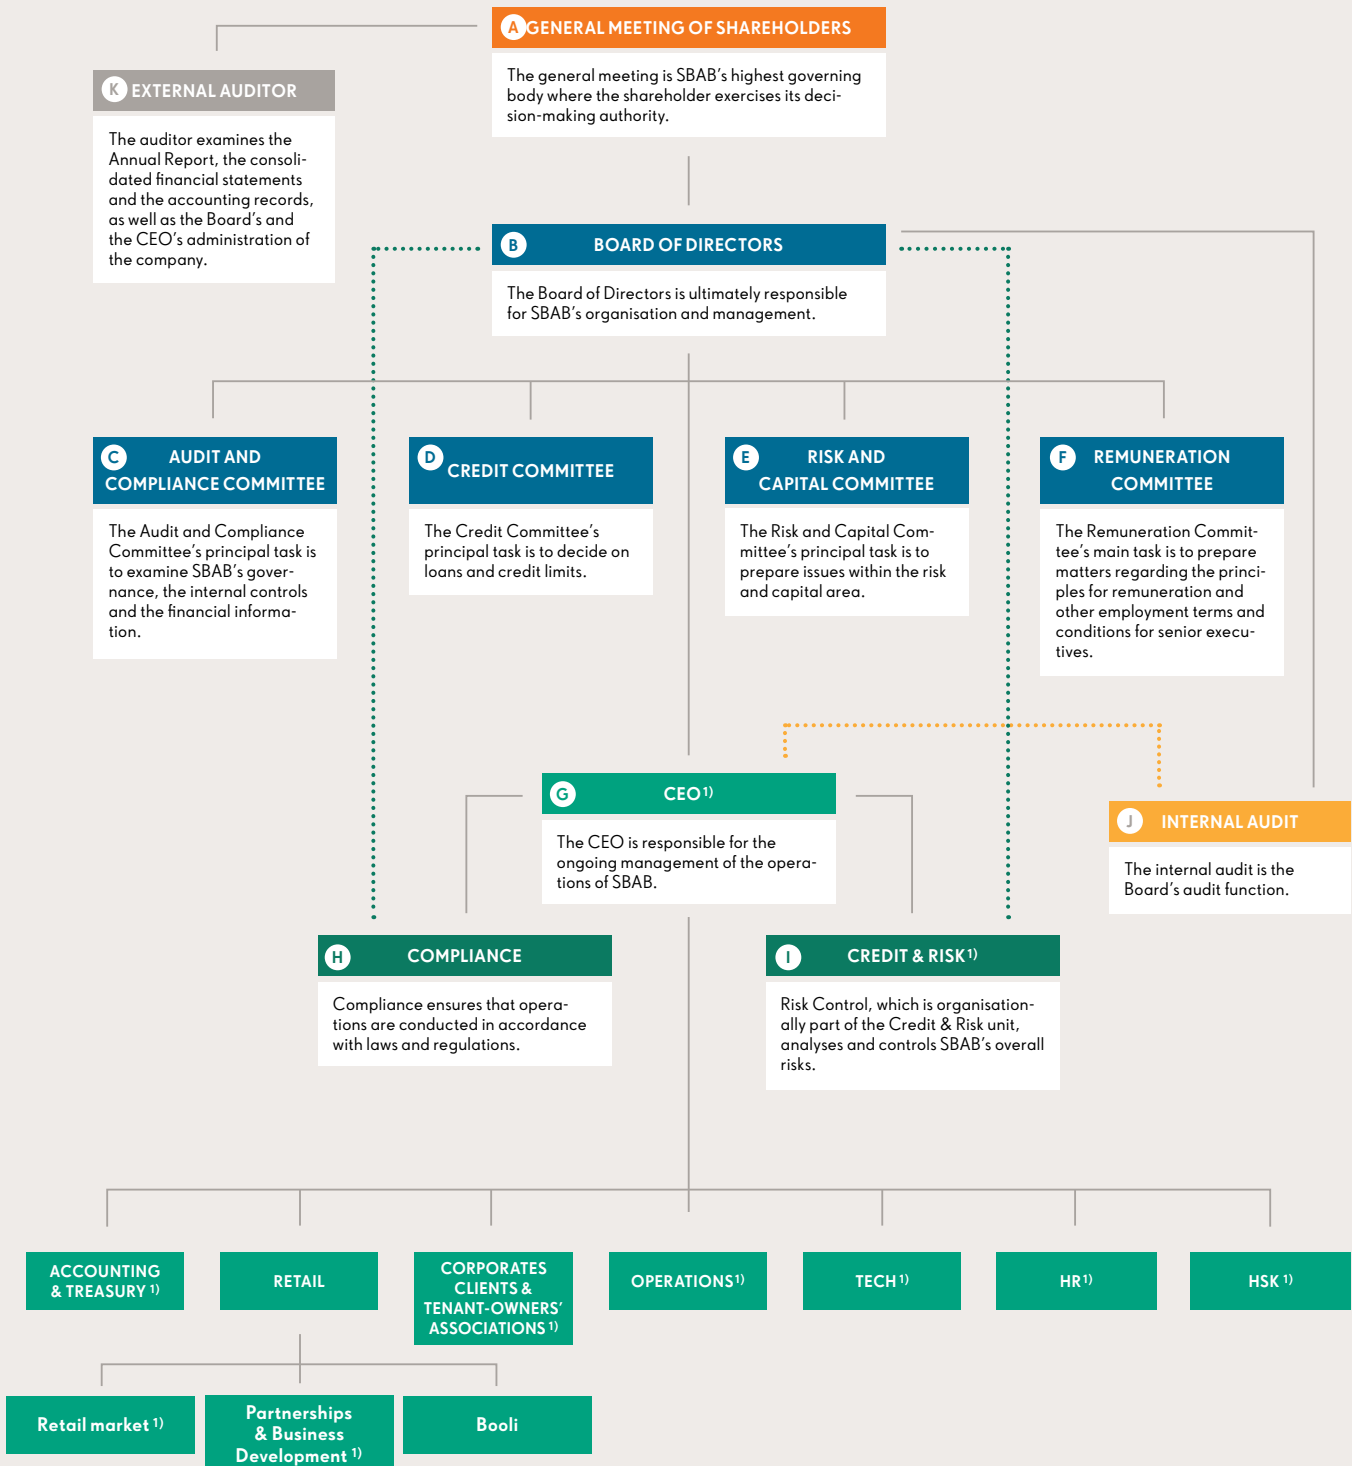 A GENERAL MEETING OF SHAREHOLDERS
The general meeting is SBAB's highest governing
body where the shareholder exercises its deci-
sion-making authority.
K EXTERNAL AUDITOR
The auditor examines the
Annual Report, the consoli-
dated financial statements
and the accounting records,
as well as the Board's and
the CEO's administration of
the company.
B BOARD OF DIRECTORS
The Board of Directors is ultimately responsible
for SBAB's organisation and management.
C AUDIT AND
COMPLIANCE COMMITTEE
The Audit and Compliance
Committee's principal task is
to examine SBAB's gover-
nance, the internal controls
and the financial informa-
tion.
D CREDIT COMMITTEE
The Credit Committee's
principal task is to decide on
loans and credit limits.
E RISK AND
CAPITAL COMMITTEE
The Risk and Capital Com-
mittee's principal task is to
prepare issues within the risk
and capital area.
F REMUNERATION
COMMITTEE
The Remuneration Commit-
tee's main task is to prepare
matters regarding the princi-
ples for remuneration and
other employment terms and
conditions for senior execu-
tives.
G CEO 1)
The CEO is responsible for the
ongoing management of the opera-
tions of SBAB.
J INTERNAL AUDIT
The internal audit is the
Board's audit function.
H COMPLIANCE
Compliance ensures that opera-
tions are conducted in accordance
with laws and regulations.
I CREDIT & RISK 1)
Risk Control, which is organisation-
ally part of the Credit & Risk unit,
analyses and controls SBAB's overall
risks.
ACCOUNTING
& TREASURY 1)
RETAIL
CORPORATES
CLIENTS &
TENANT-OWNERS'
ASSOCIATIONS 1)
OPERATIONS 1)
TECH 1)
HR 1)
HSK 1)
Retail market 1)
Partnerships
& Business
Development 1)
Booli